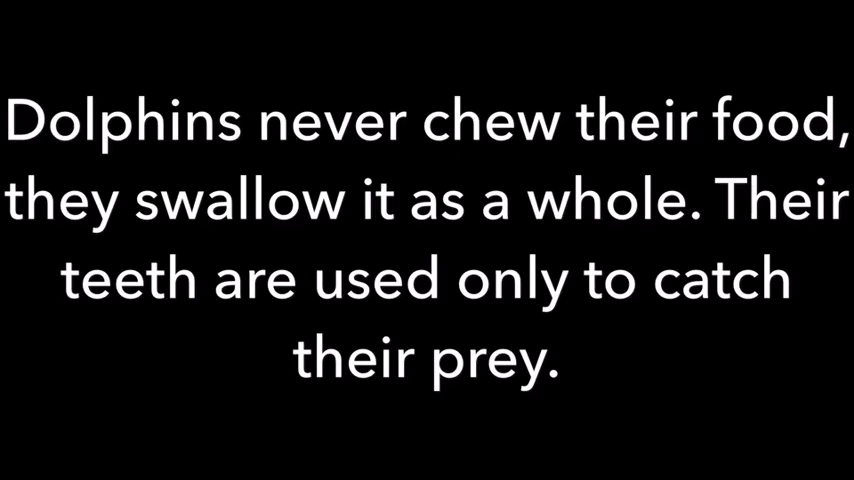 Dolphins never chew their food,
they swallow it as a whole. Their
teeth are used only to catch
their prey.